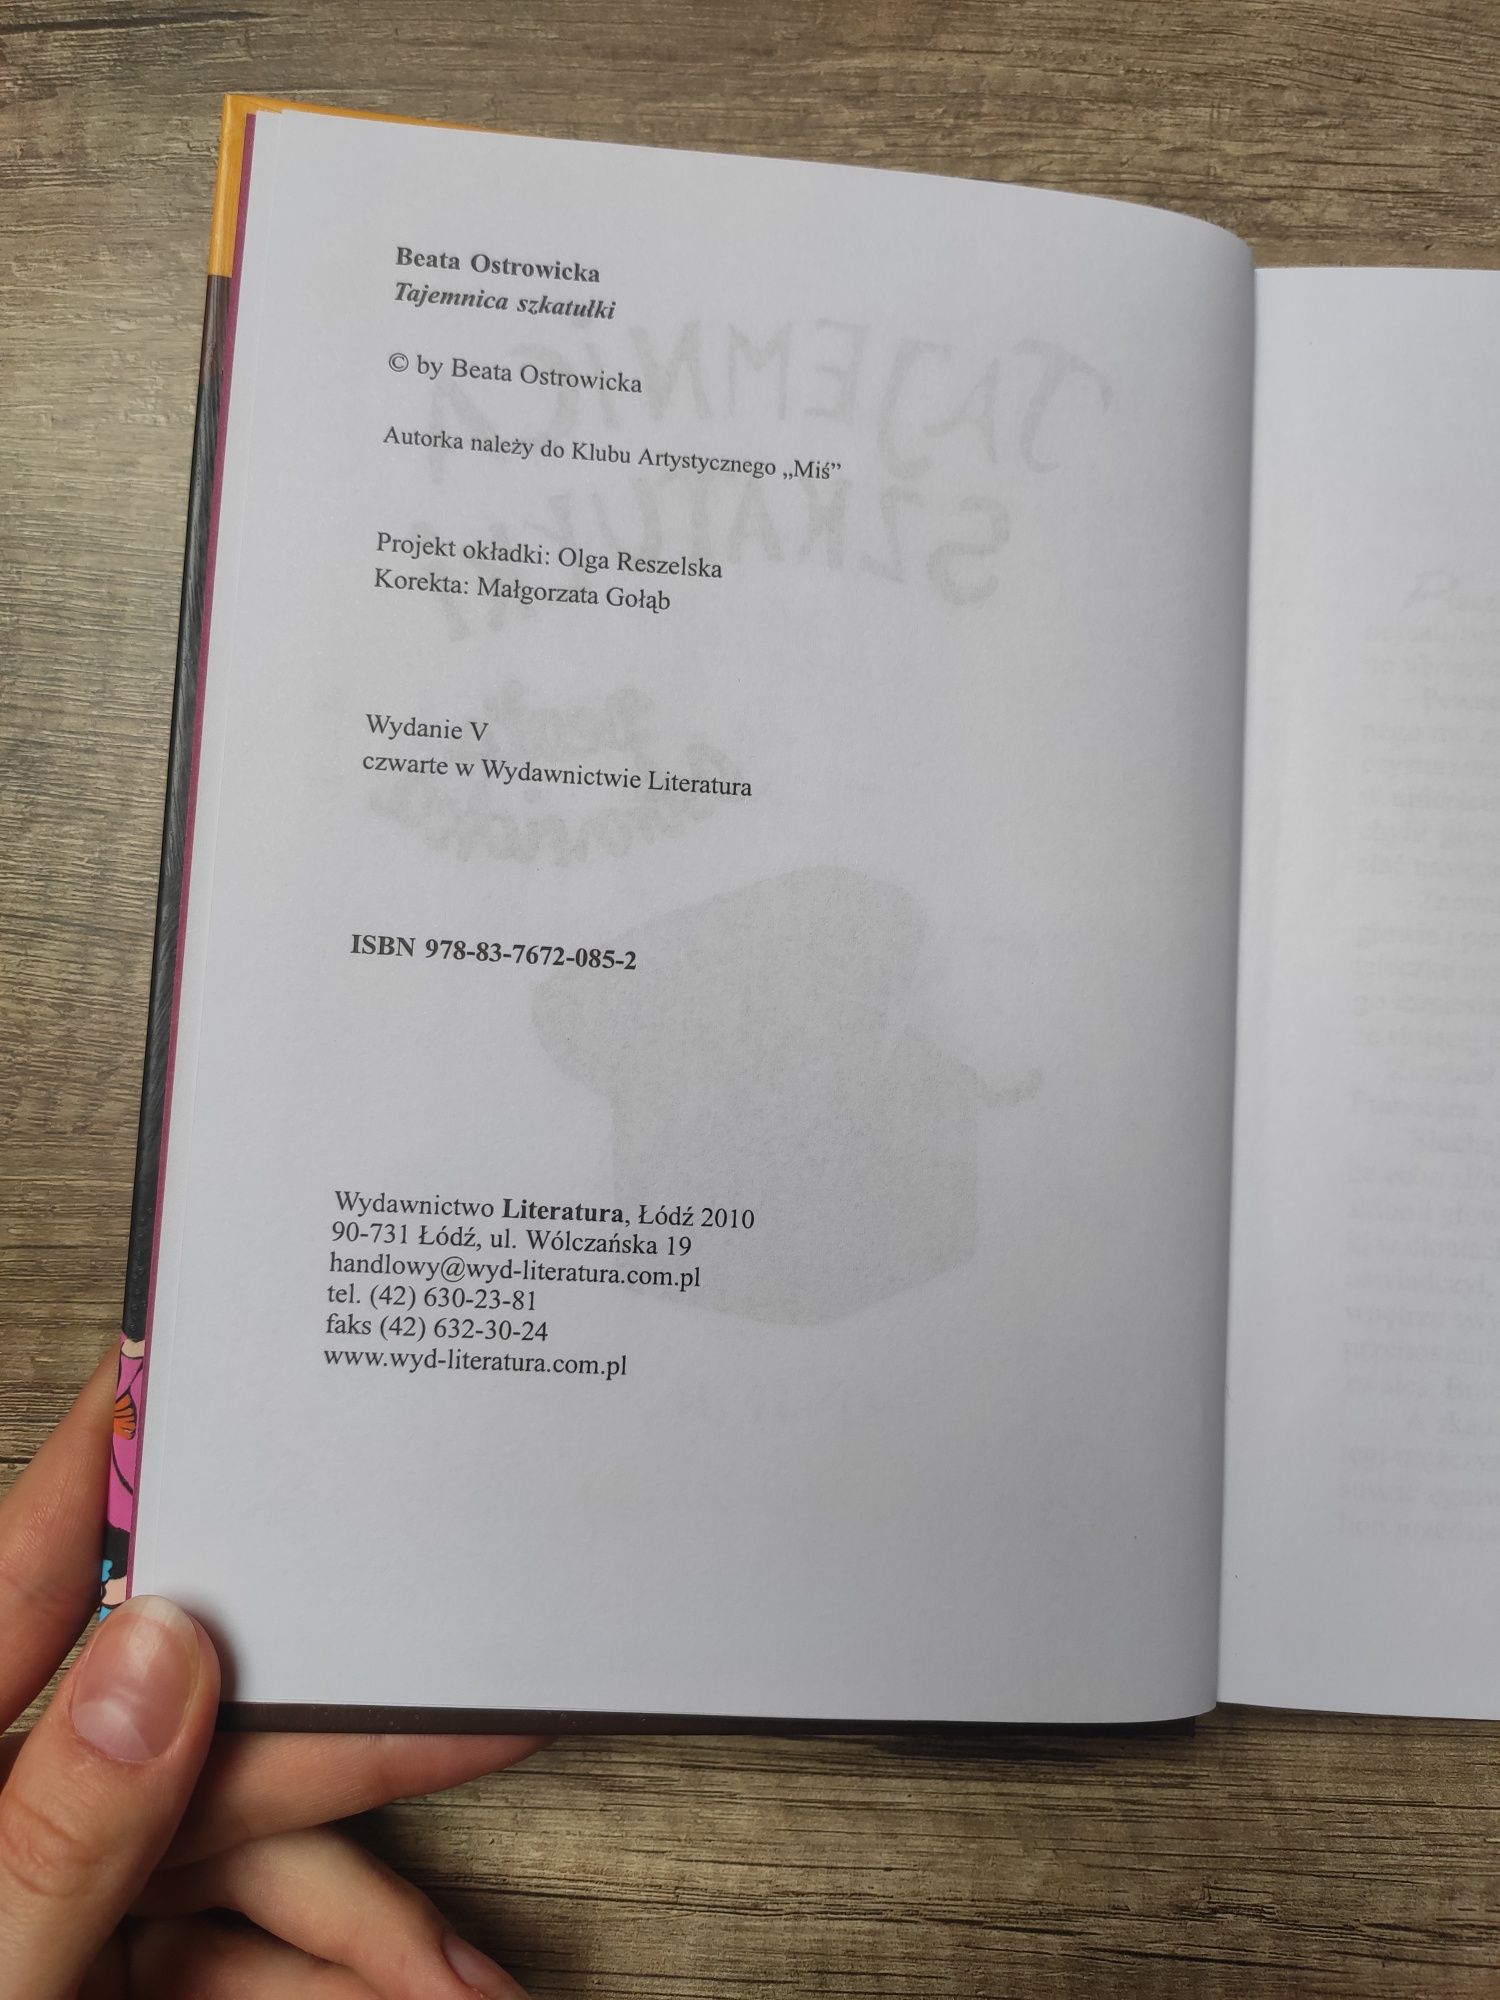 Beata Ostrowicka
Tajemnica szkatułki
© by Beata Ostrowicka
Autorka należy do Klubu Artystycznego „Miś”
Projekt okładki: Olga Reszelska
Korekta: Małgorzata Gołąb
Wydanie V
czwarte w Wydawnictwie Literatura
ISBN 978-83-7672-085-2
Wydawnictwo Literatura, Łódź 2010
90-731 Łódź, ul. Wólczańska 19
handlowy@wyd-literatura.com.pl
tel. (42) 630-23-81
faks (42) 632-30-24
www.wyd-literatura.com.pl